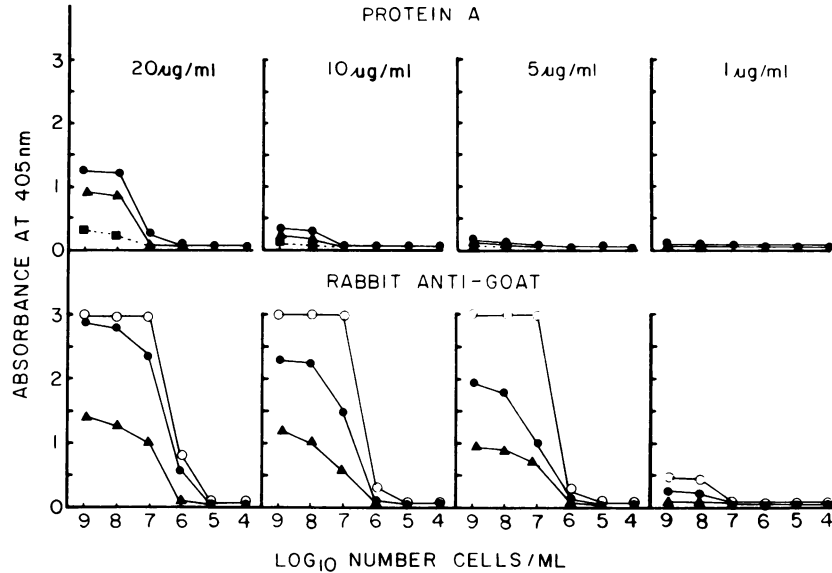 PROTEIN A
3 20µg/ml 10µg/ml 5µg/ml 1µg/ml
2
1
0
ABSORBANCE AT 405nm
RABBIT ANTI-GOAT
3
2
1
0
9 8 7 6 5 4 9 8 7 6 5 4 9 8 7 6 5 4 9 8 7 6 5 4
LOG10 NUMBER CELLS/ML